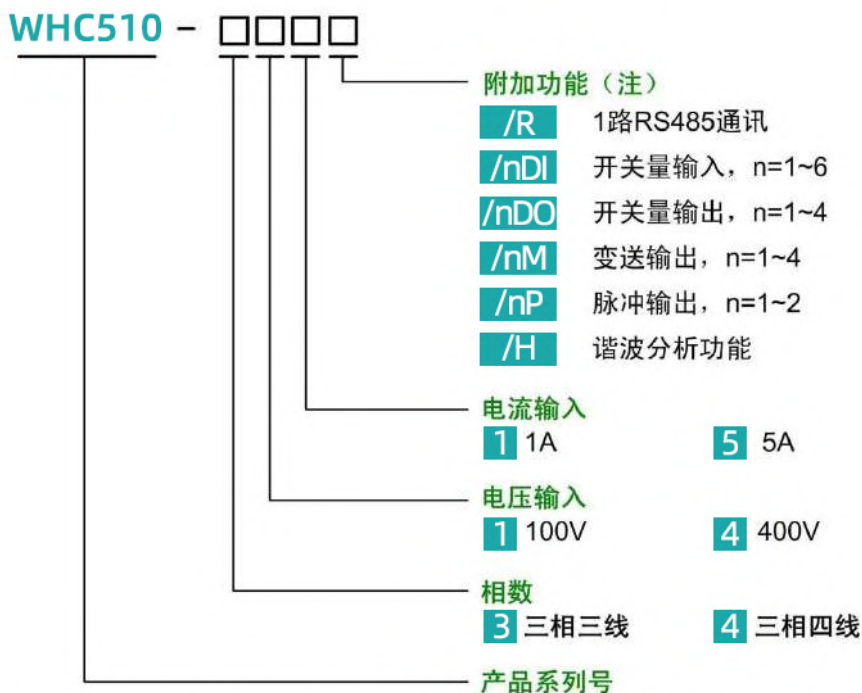 WHC510 - □□□□
附加功能（注）
/R 1路RS485通讯
/nDI 开关量输入，n=1~6
/nDO 开关量输出，n=1~4
/nM 变送输出，n=1~4
/nP 脉冲输出，n=1~2
/H 谐波分析功能
电流输入
1 1A 5 5A
电压输入
1 100V 4 400V
相数
3 三相三线 4 三相四线
产品系列号